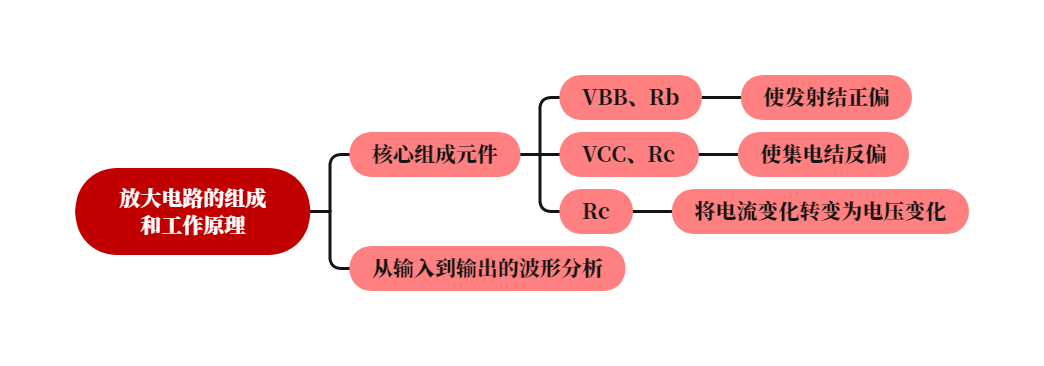 放大电路的组成
和工作原理
核心组成元件
VBB、Rb
使发射结正偏
VCC、Rc
使集电结反偏
Rc
将电流变化转变为电压变化
从输入到输出的波形分析